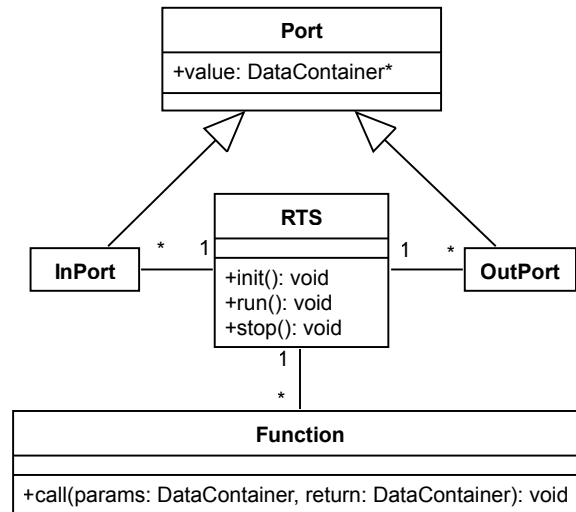 Port
+value: DataContainer*
RTS
* 1
1 *
InPort
OutPort
+init(): void
+run(): void
+stop(): void
1
*
Function
+call(params: DataContainer, return: DataContainer): void